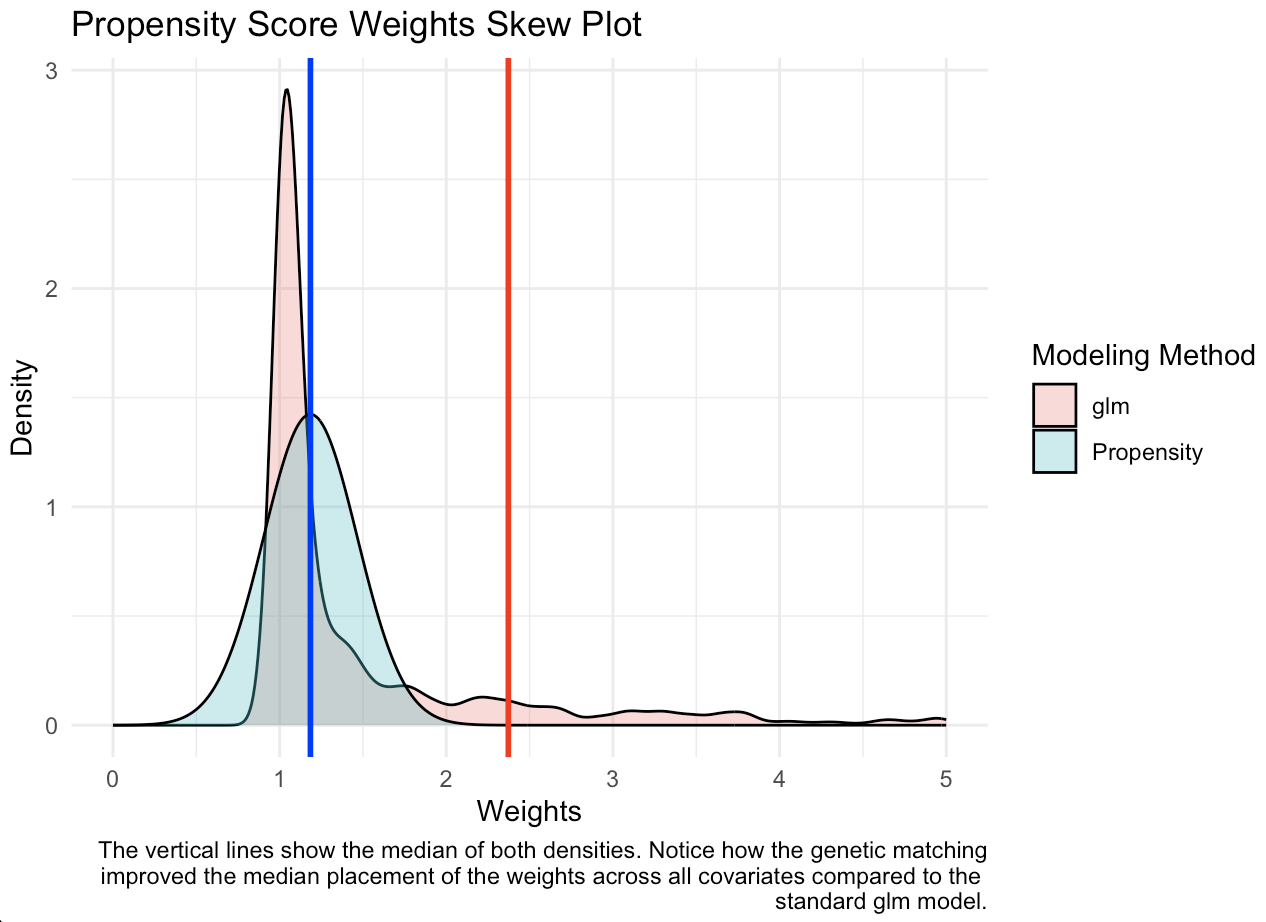 Propensity Score Weights Skew Plot
3
2
1
0
Density
0 1 2 3 4 5
Weights
Modeling Method
glm
Propensity
The vertical lines show the median of both densities. Notice how the genetic matching
improved the median placement of the weights across all covariates compared to the
standard glm model.